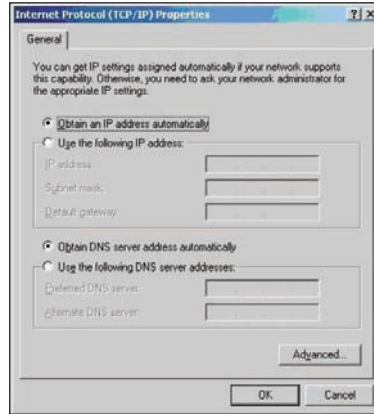 Internet Protocol (TCP/IP) Properties
General
You can get IP settings assigned automatically if your network supports
this capability. Otherwise, you need to ask your network administrator for
the appropriate IP settings.
Obtain an IP address automatically
Use the following IP address:
IP address:
Subnet mask:
Default gateway:
Obtain DNS server address automatically
Use the following DNS server addresses:
Preferred DNS server:
Alternate DNS server:
Advanced...
OK
Cancel